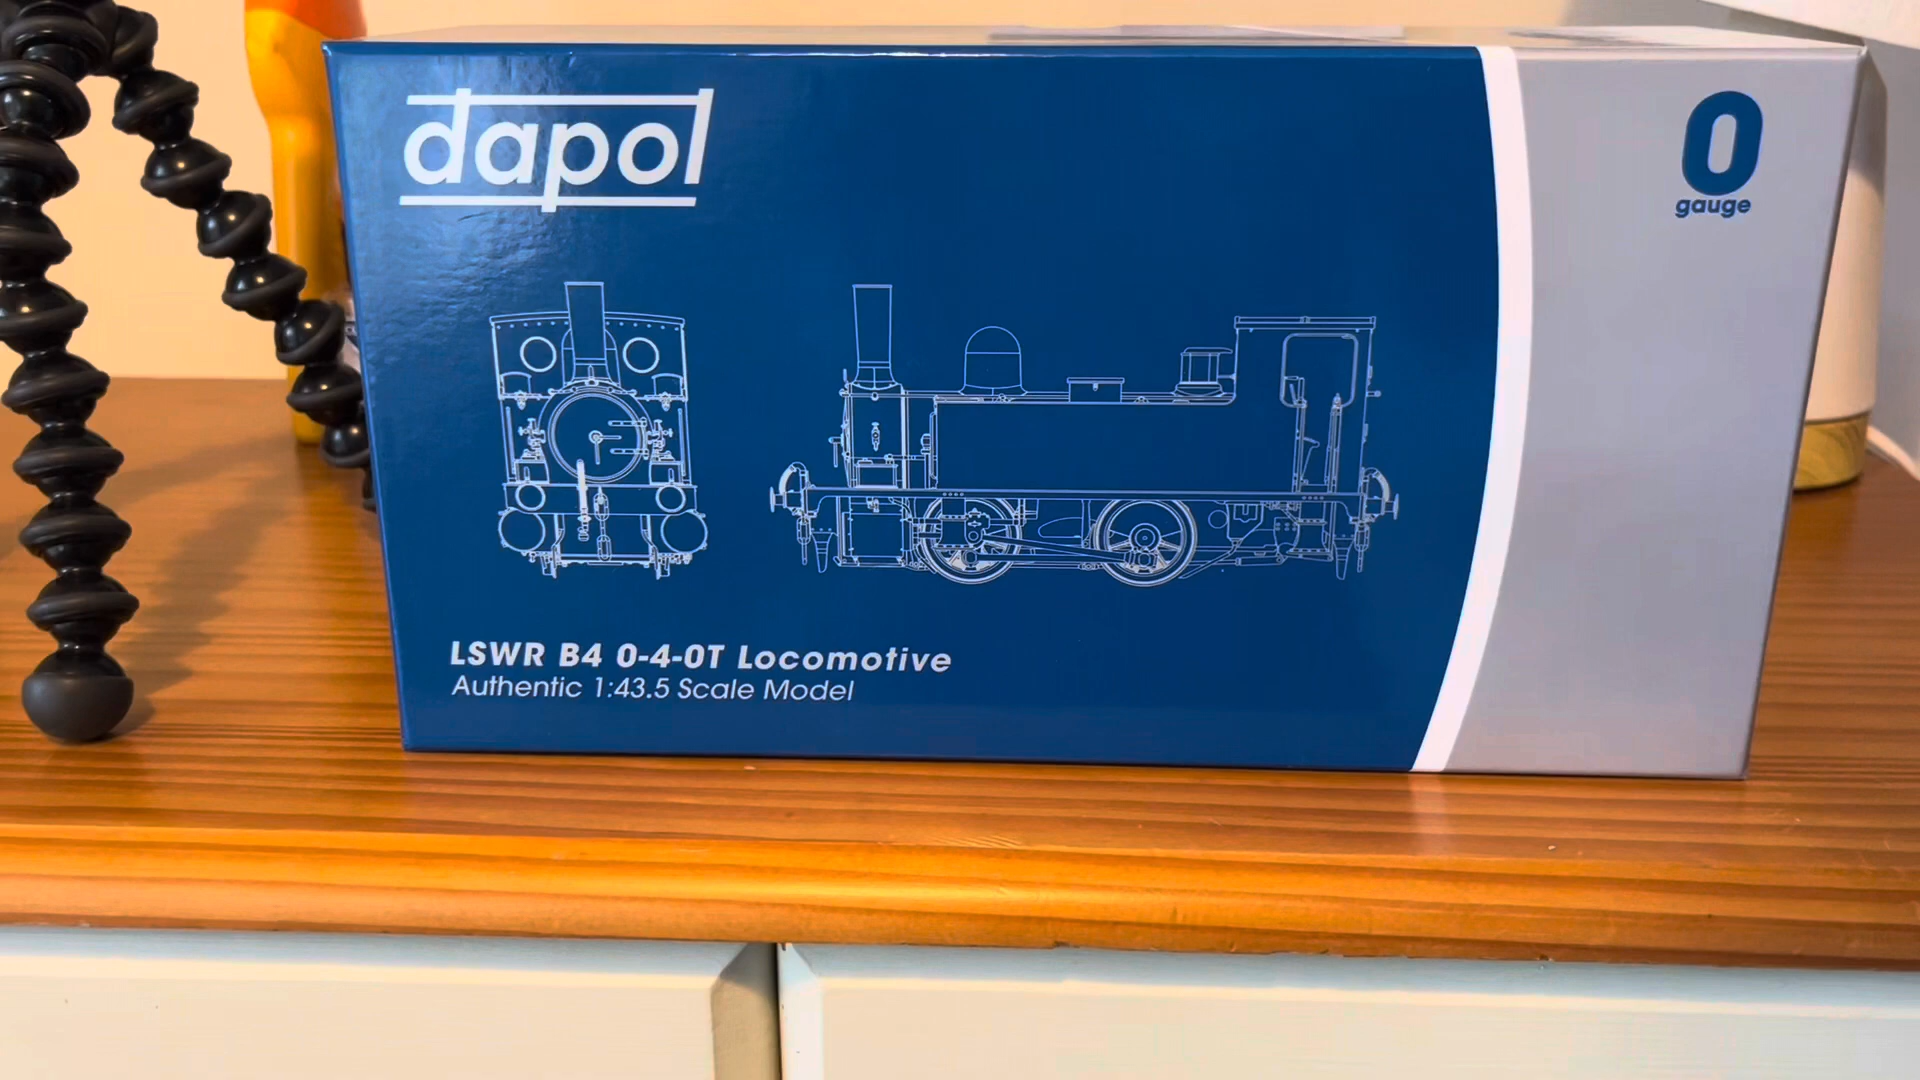 dapol
0
gauge
LSWR B4 0-4-0T Locomotive
Authentic 1:43.5 Scale Model